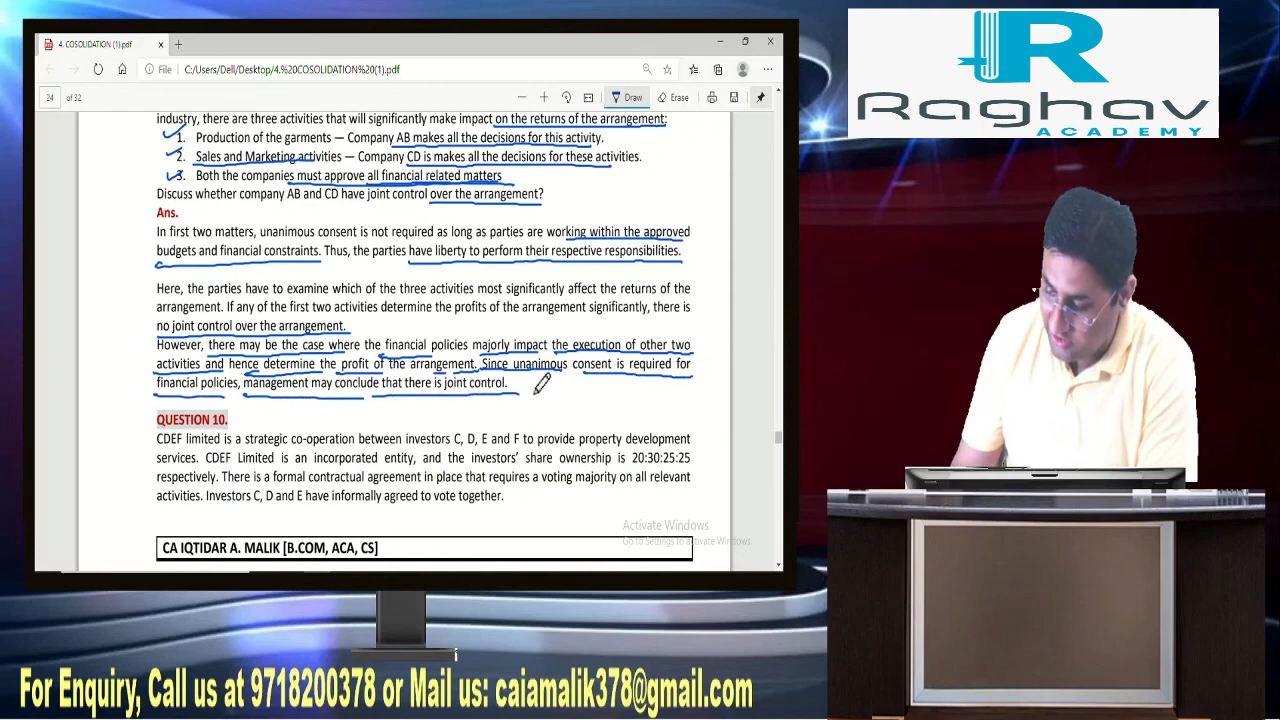 4. COSOLIDATION (1).pdf
File
C:/Users/Dell/Desktop/4.%20COSOLIDATION%20(1).pdf
24 of 32
Draw
Erase
industry, there are three activities that will significantly make impact on the returns of the arrangement;
1. Production of the garments — Company AB makes all the decisions for this activity.
2. Sales and Marketing activities — Company CD is makes all the decisions for these activities.
3. Both the companies must approve all financial related matters
Discuss whether company AB and CD have joint control over the arrangement?
Ans.
In first two matters, unanimous consent is not required as long as parties are working within the approved
budgets and financial constraints. Thus, the parties have liberty to perform their respective responsibilities.
Here, the parties have to examine which of the three activities most significantly affect the returns of the
arrangement. If any of the first two activities determine the profits of the arrangement significantly, there is
no joint control over the arrangement.
However, there may be the case where the financial policies majorly impact the execution of other two
activities and hence determine the profit of the arrangement. Since unanimous consent is required for
financial policies, management may conclude that there is joint control.
QUESTION 10.
CDEF limited is a strategic co-operation between investors C, D, E and F to provide property development
services. CDEF Limited is an incorporated entity, and the investors' share ownership is 20:30:25:25
respectively. There is a formal contractual agreement in place that requires a voting majority on all relevant
activities. Investors C, D and E have informally agreed to vote together.
Activate Windows
Go to Settings to activate Windows.
CA IQTIDAR A. MALIK [B.COM, ACA, CS]
R
Raghav
ACADEMY
For Enquiry, Call us at 9718200378 or Mail us: caiamalik378@gmail.com